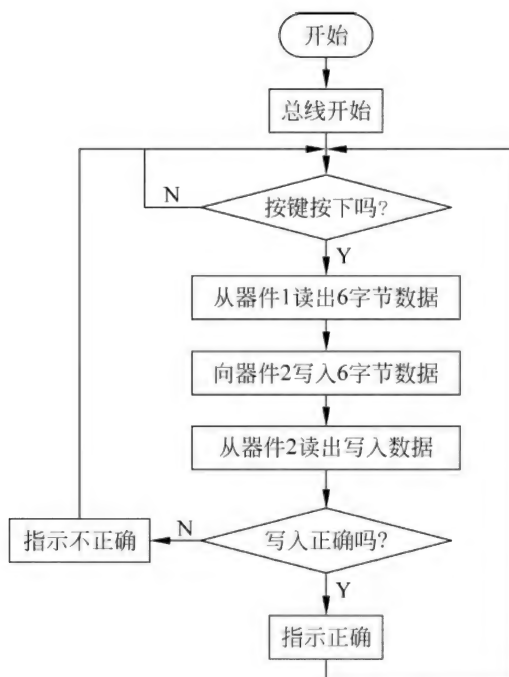 开始
总线开始
N
按键按下吗?
Y
从器件1读出6字节数据
向器件2写入6字节数据
从器件2读出写入数据
指示不正确
N
写入正确吗?
Y
指示正确